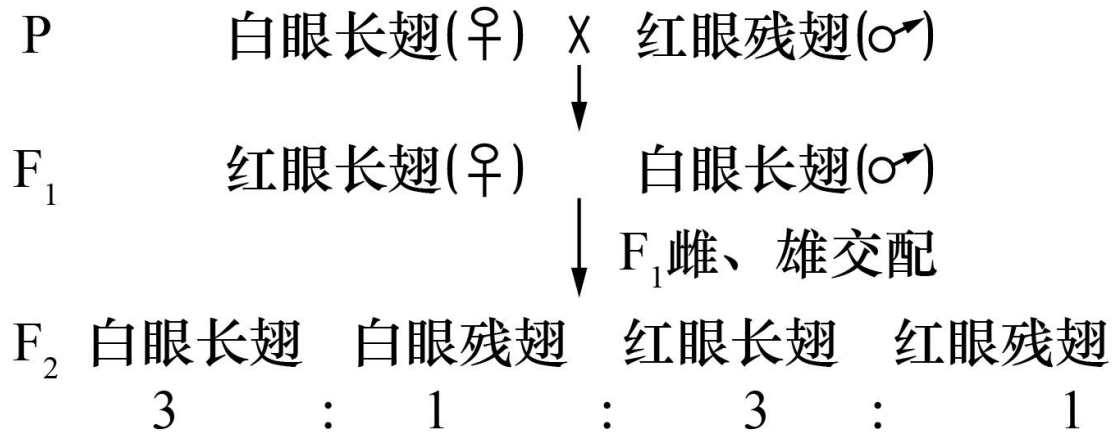 P 白眼长翅(♀) × 红眼残翅(♂)
F₁ 红眼长翅(♀) 白眼长翅(♂)
F₁雌、雄交配
F₂ 白眼长翅 白眼残翅 红眼长翅 红眼残翅
3 : 1 : 3 : 1